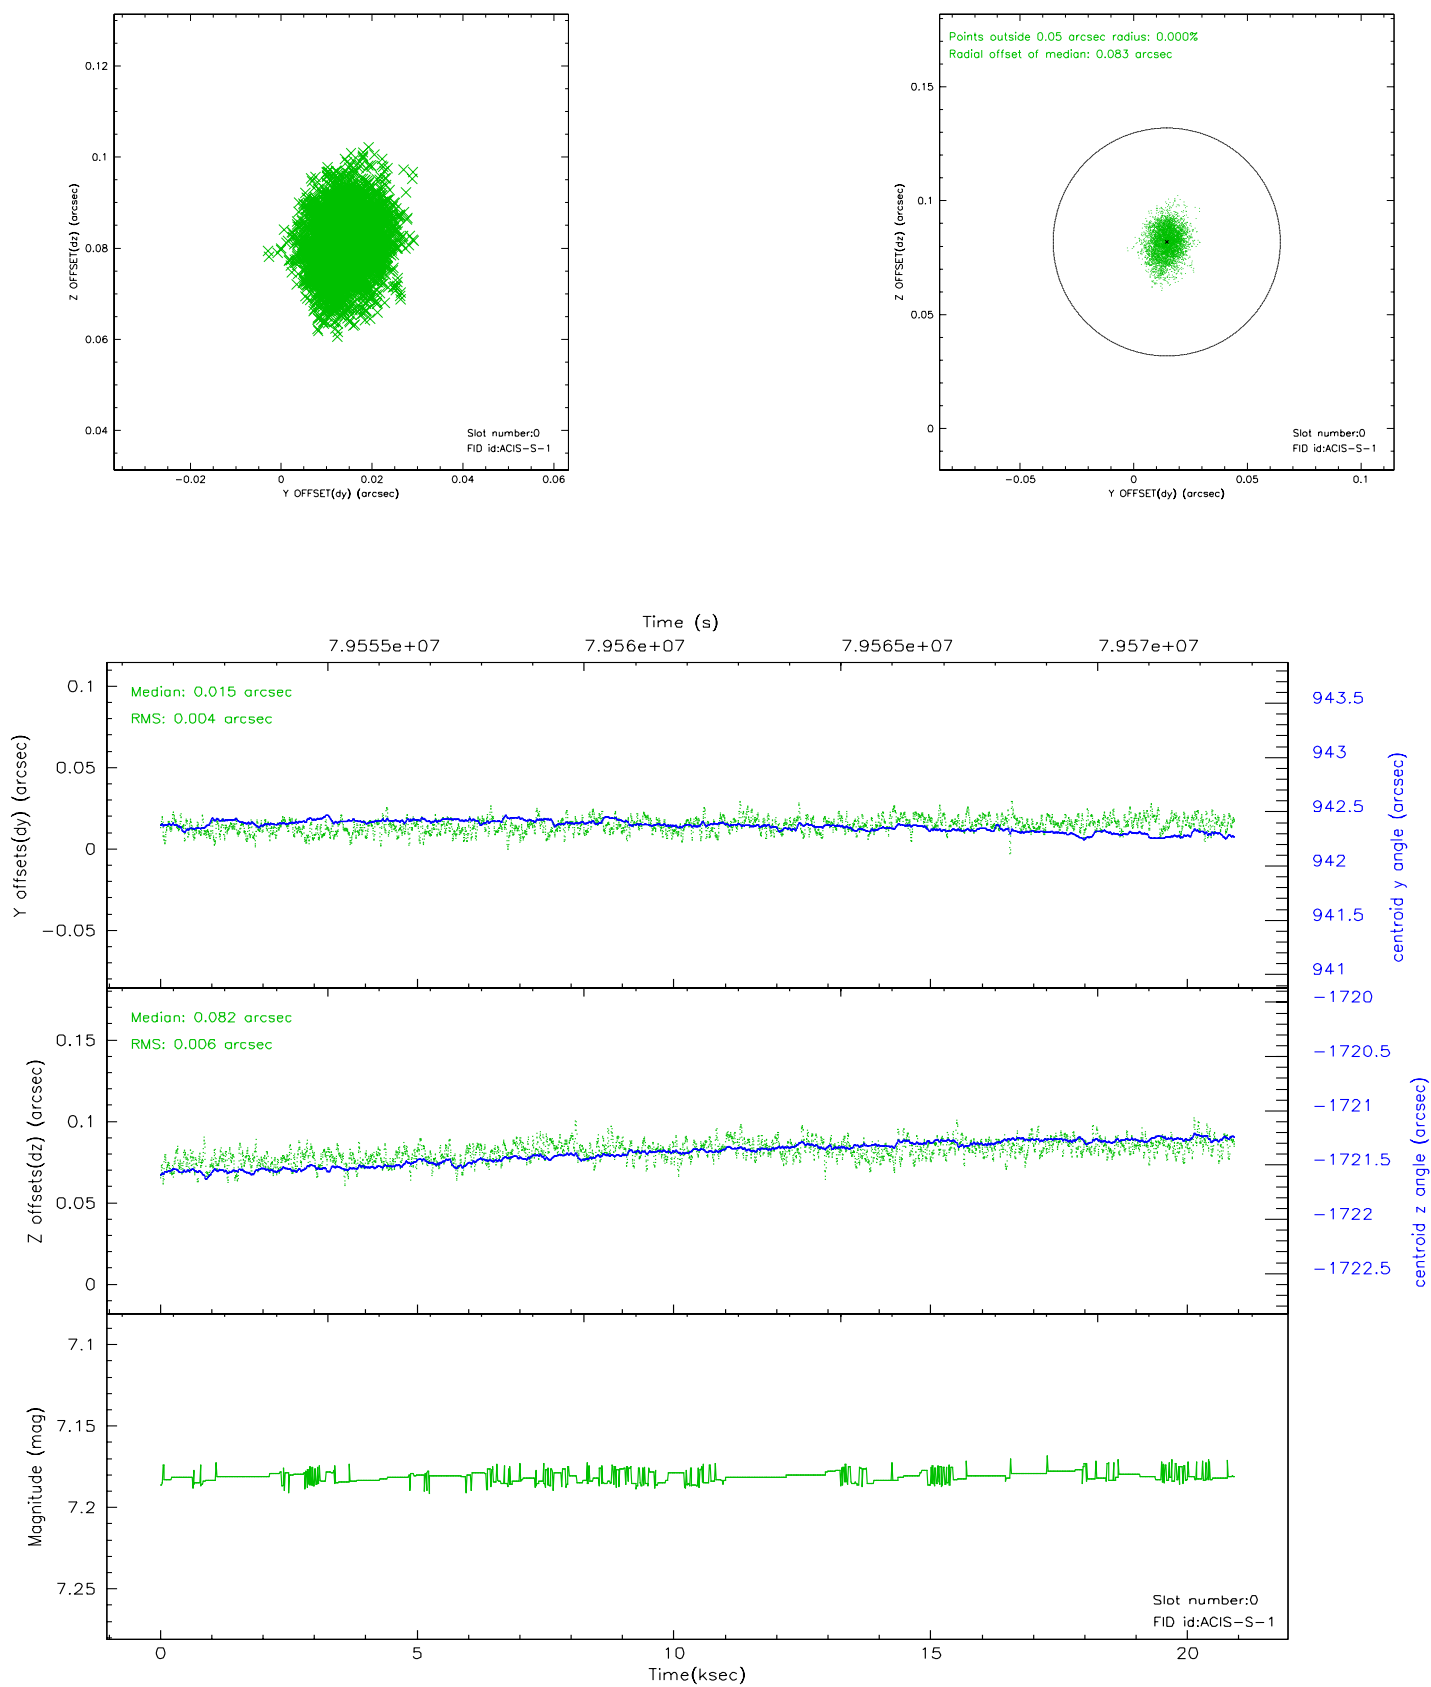 0.12
0.1
0.08
0.06
0.04
Z OFFSET(dz) (arcsec)
Slot number:0
FID id:ACIS-S-1
-0.02
0
0.02
0.04
0.06
Y OFFSET(dy) (arcsec)
Points outside 0.05 arcsec radius: 0.000%
Radial offset of median: 0.083 arcsec
0.15
0.1
0.05
0
Z OFFSET(dz) (arcsec)
Slot number:0
FID id:ACIS-S-1
-0.05
0
0.05
0.1
Y OFFSET(dy) (arcsec)
Time (s)
7.9555e+07
7.956e+07
7.9565e+07
7.957e+07
Median: 0.015 arcsec
RMS: 0.004 arcsec
0.1
0.05
0
-0.05
Y offsets(dy) (arcsec)
943.5
943
942.5
942
941.5
941
centroid y angle (arcsec)
Median: 0.082 arcsec
RMS: 0.006 arcsec
0.15
0.1
0.05
0
Z offsets(dz) (arcsec)
-1720
-1720.5
-1721
-1721.5
-1722
-1722.5
centroid z angle (arcsec)
7.1
7.15
7.2
7.25
Magnitude (mag)
Slot number:0
FID id:ACIS-S-1
0
5
10
15
20
Time(ksec)